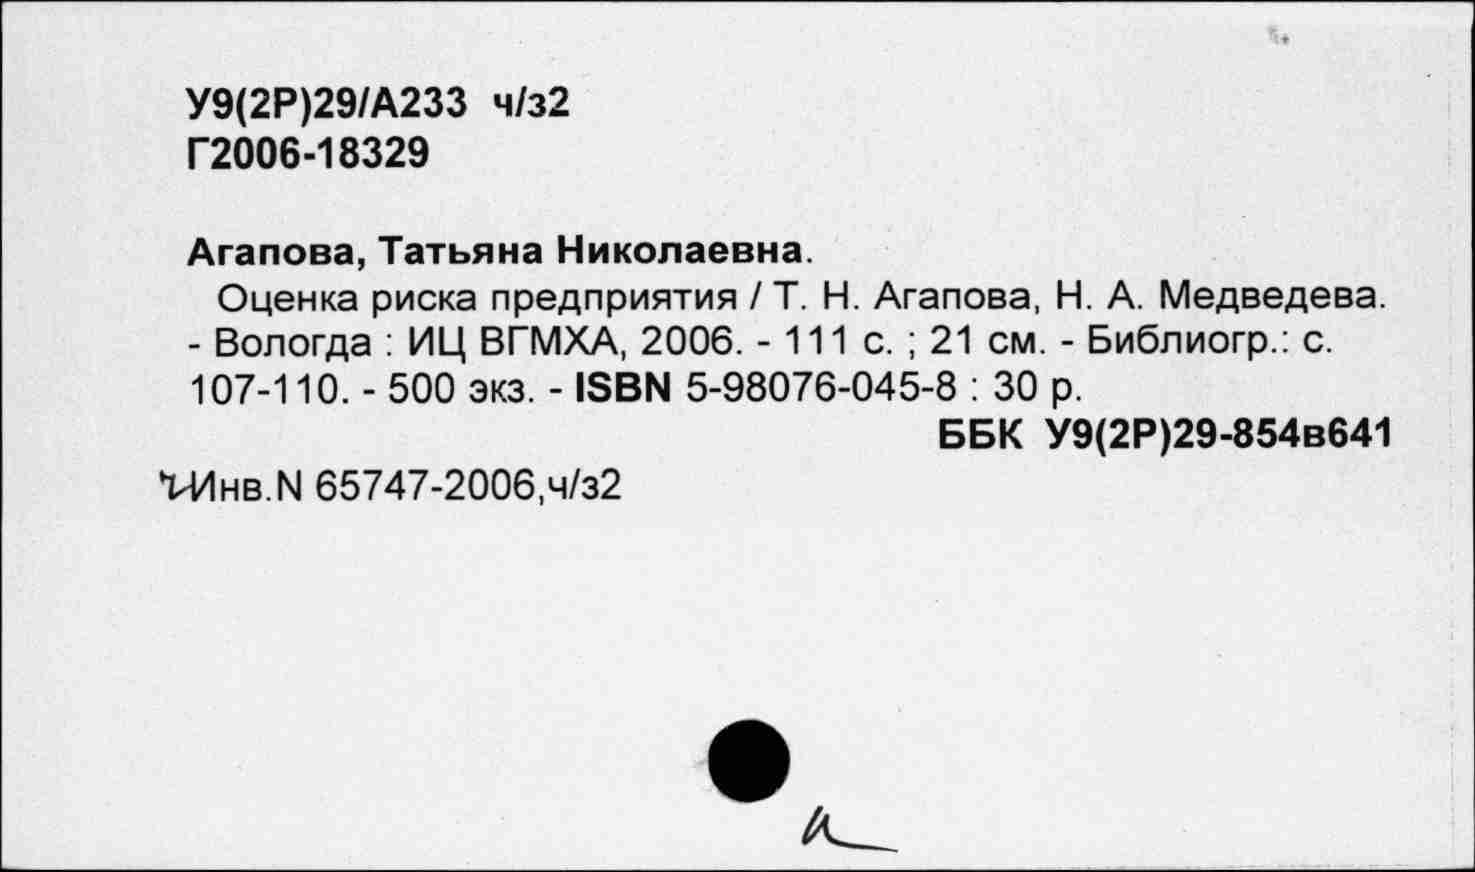 У9(2Р)29/А233 ч/з2
Г2006-18329
Агапова, Татьяна Николаевна.
Оценка риска предприятия / Т. Н. Агапова, Н. А. Медведева.
- Вологда : ИЦ ВГМХА, 2006. - 111 с. ; 21 см. - Библиогр.: с.
107-110. - 500 экз. - ISBN 5-98076-045-8 : 30 р.
ББК У9(2Р)29-854в641
Инв.N 65747-2006,ч/з2